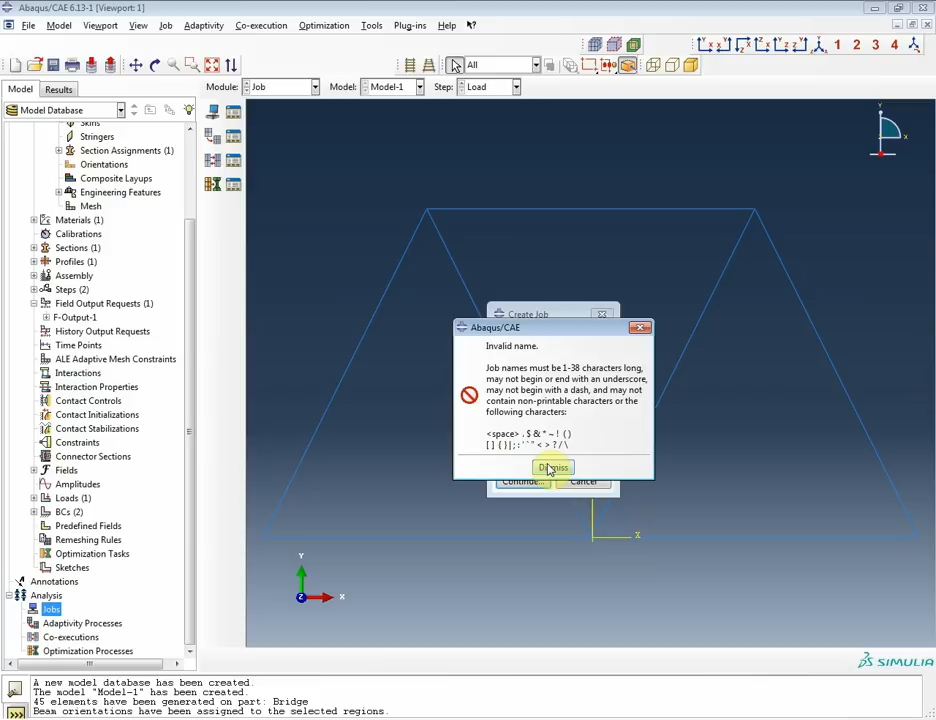 Abaqus/CAE 6.13-1 [Viewport: 1]
File Model Viewport View Job Adaptivity Co-execution Optimization Tools Plug-ins Help
All
1 2 3 4
Model Results Module: Job Model: Model-1 Step: Load
Model Database
Skins
Stringers
Section Assignments (1)
Orientations
Composite Layups
Engineering Features
Mesh
Materials (1)
Calibrations
Sections (1)
Profiles (1)
Assembly
Steps (2)
Field Output Requests (1)
F-Output-1
History Output Requests
Time Points
ALE Adaptive Mesh Constraints
Interactions
Interaction Properties
Contact Controls
Contact Initializations
Contact Stabilizations
Constraints
Connector Sections
Fields
Amplitudes
Loads (1)
BCs (2)
Predefined Fields
Remeshing Rules
Optimization Tasks
Sketches
Annotations
Analysis
Jobs
Adaptivity Processes
Co-executions
Optimization Processes
Y
X
Create Job
Abaqus/CAE
Invalid name.
Job names must be 1-38 characters long,
may not begin or end with an underscore,
may not begin with a dash, and may not
contain non-printable characters or the
following characters:
<space> . $ & * ~ ! ( )
[ ] { } | ; : ' ` " < > ? / \
Dismiss
Continue... Cancel
X
Y
Z X
SIMULIA
A new model database has been created.
The model "Model-1" has been created.
45 elements have been generated on part: Bridge
Beam orientations have been assigned to the selected regions.
>>>